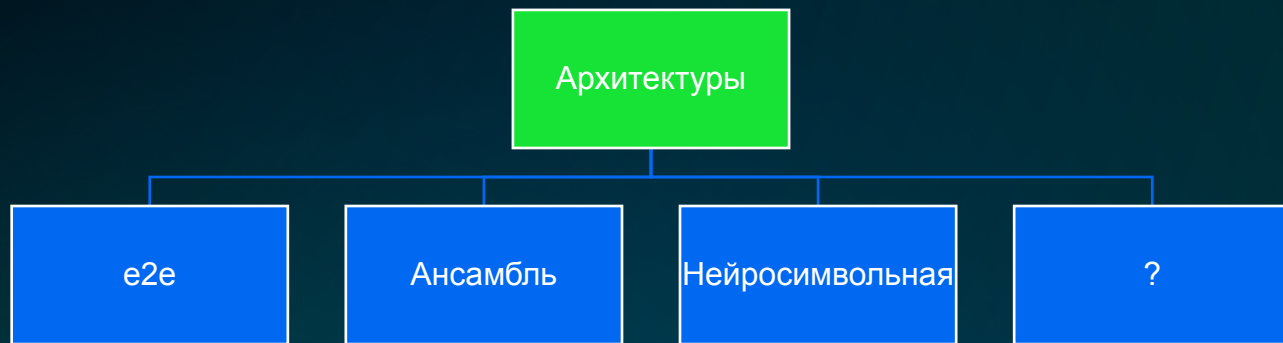 Архитектуры
e2e
Ансамбль
Нейросимвольная
?